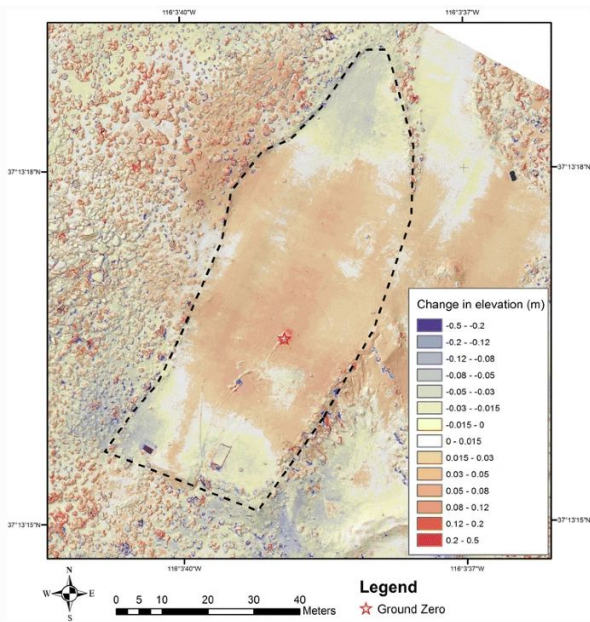 116°3'40"W 116°3'37"W
37°13'18"N 37°13'18"N
Change in elevation (m)
-0.5 - -0.2
-0.2 - -0.12
-0.12 - -0.08
-0.08 - -0.05
-0.05 - -0.03
-0.03 - -0.015
-0.015 - 0
0 - 0.015
0.015 - 0.03
0.03 - 0.05
0.05 - 0.08
0.08 - 0.12
0.12 - 0.2
0.2 - 0.5
37°13'15"N 37°13'15"N
116°3'40"W 116°3'37"W
N
W E
S
0 5 10 20 30 40
Meters
Legend
Ground Zero